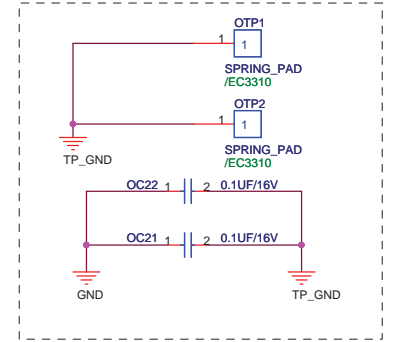 OTP1
1
1
SPRING_PAD
/EC3310
OTP2
1
1
SPRING_PAD
/EC3310
TP_GND
OC22 1 2 0.1UF/16V
OC21 1 2 0.1UF/16V
GND
TP_GND